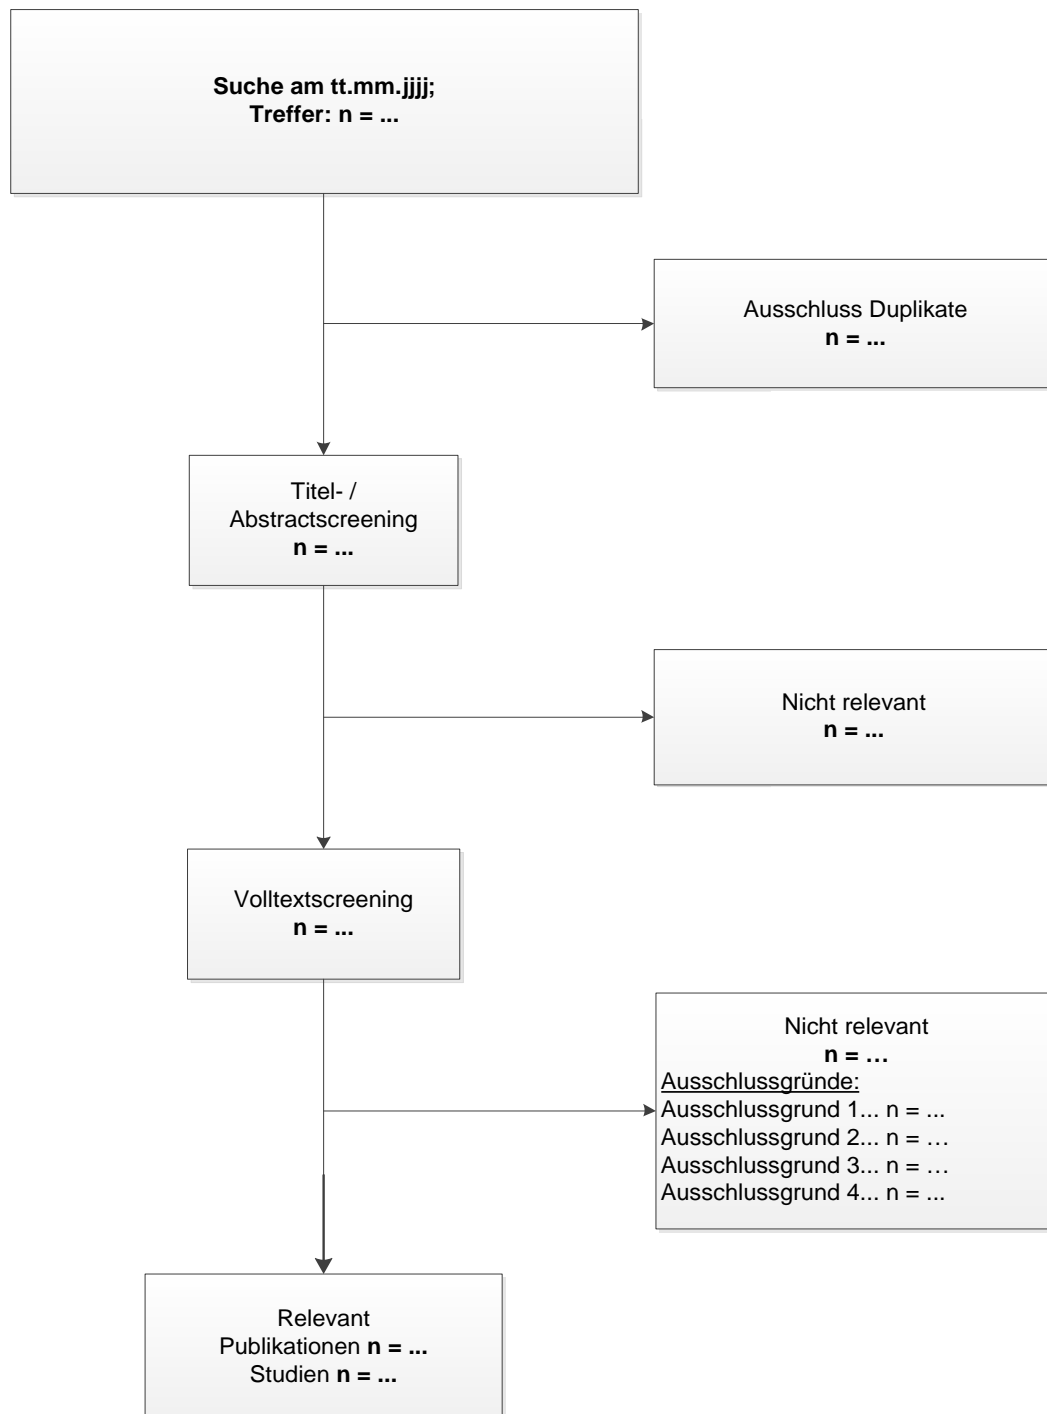 Suche am tt.mm.jjjj;
Treffer: n = ...
Ausschluss Duplikate
n = ...
Titel- /
Abstractscreening
n = ...
Nicht relevant
n = ...
Volltextscreening
n = ...
Nicht relevant
n = …
Ausschlussgründe:
Ausschlussgrund 1... n = ...
Ausschlussgrund 2... n = …
Ausschlussgrund 3... n = …
Ausschlussgrund 4... n = ...
Relevant
Publikationen n = ...
Studien n = ...